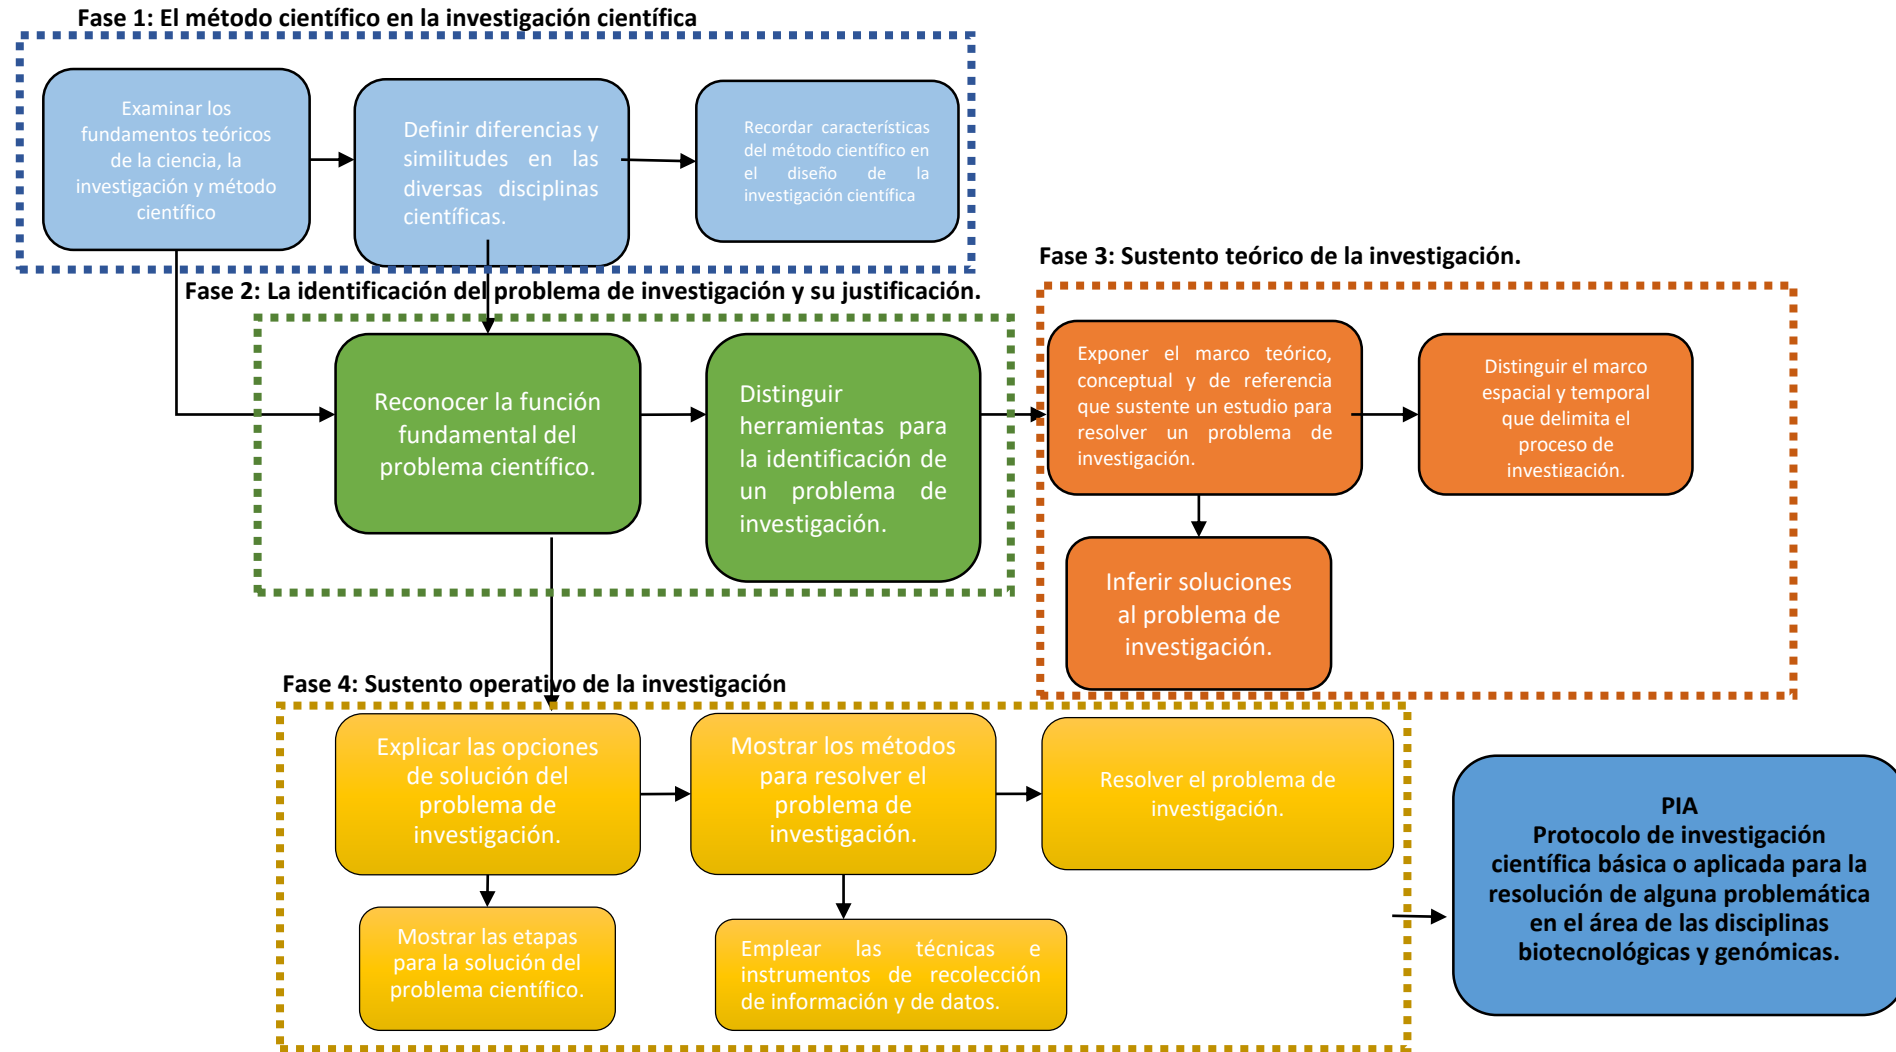 Fase 1: El método científico en la investigación científica
Examinar los
fundamentos teóricos
de la ciencia, la
investigación y método
científico
Definir diferencias y
similitudes en las
diversas disciplinas
científicas.
Recordar características
del método científico en
el diseño de la
investigación científica
Fase 2: La identificación del problema de investigación y su justificación.
Reconocer la función
fundamental del
problema científico.
Distinguir
herramientas para
la identificación de
un problema de
investigación.
Fase 3: Sustento teórico de la investigación.
Exponer el marco teórico,
conceptual y de referencia
que sustente un estudio para
resolver un problema de
investigación.
Distinguir el marco
espacial y temporal
que delimita el
proceso de
investigación.
Inferir soluciones
al problema de
investigación.
Fase 4: Sustento operativo de la investigación
Explicar las opciones
de solución del
problema de
investigación.
Mostrar los métodos
para resolver el
problema de
investigación.
Resolver el problema de
investigación.
Mostrar las etapas
para la solución del
problema científico.
Emplear las técnicas e
instrumentos de recolección
de información y de datos.
PIA
Protocolo de investigación
científica básica o aplicada para la
resolución de alguna problemática
en el área de las disciplinas
biotecnológicas y genómicas.